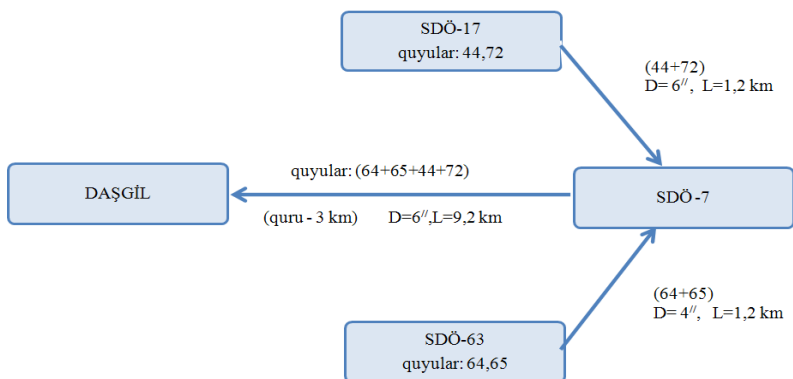 SDÖ-17
quyular: 44,72
(44+72)
D= 6//, L=1,2 km
quyular: (64+65+44+72)
DAŞGİL
SDÖ -7
(quru - 3 km) D=6//,L=9,2 km
(64+65)
D= 4//, L=1,2 km
SDÖ-63
quyular: 64,65